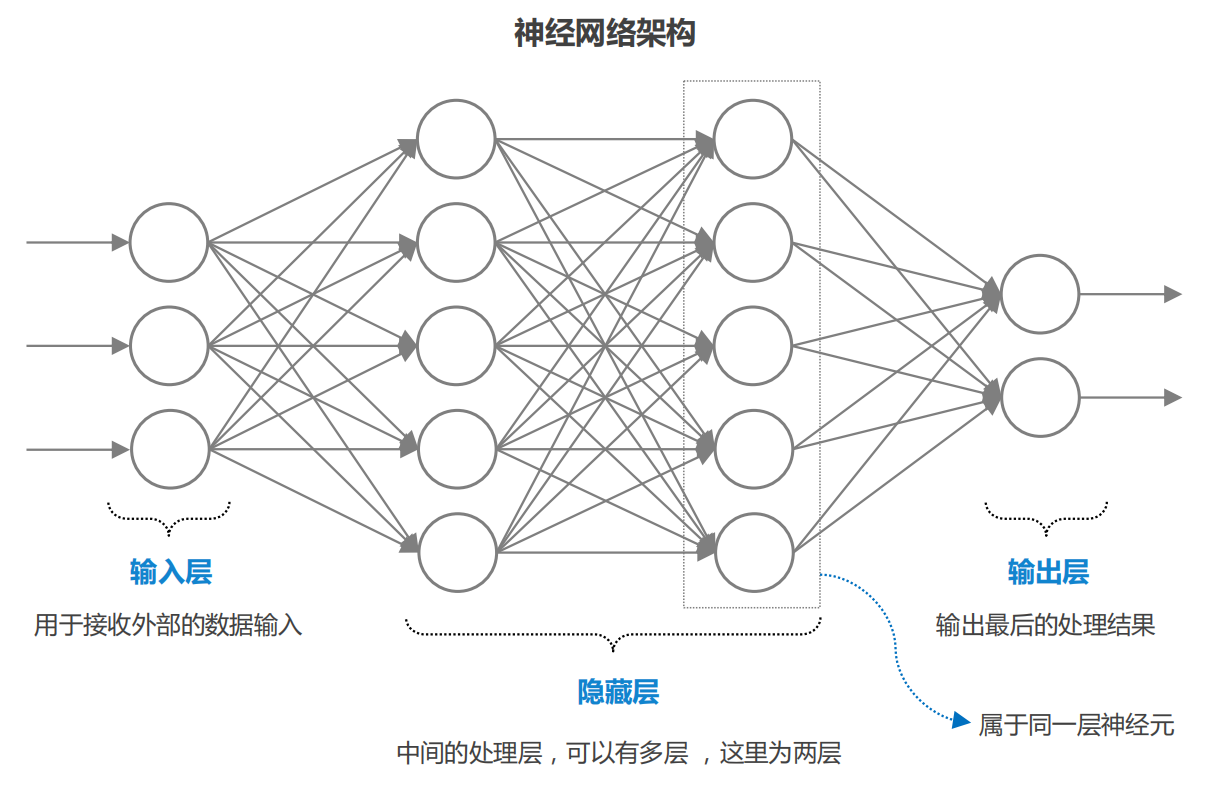 神经网络架构
输入层
用于接收外部的数据输入
隐藏层
中间的处理层，可以有多层 ，这里为两层
输出层
输出最后的处理结果
属于同一层神经元